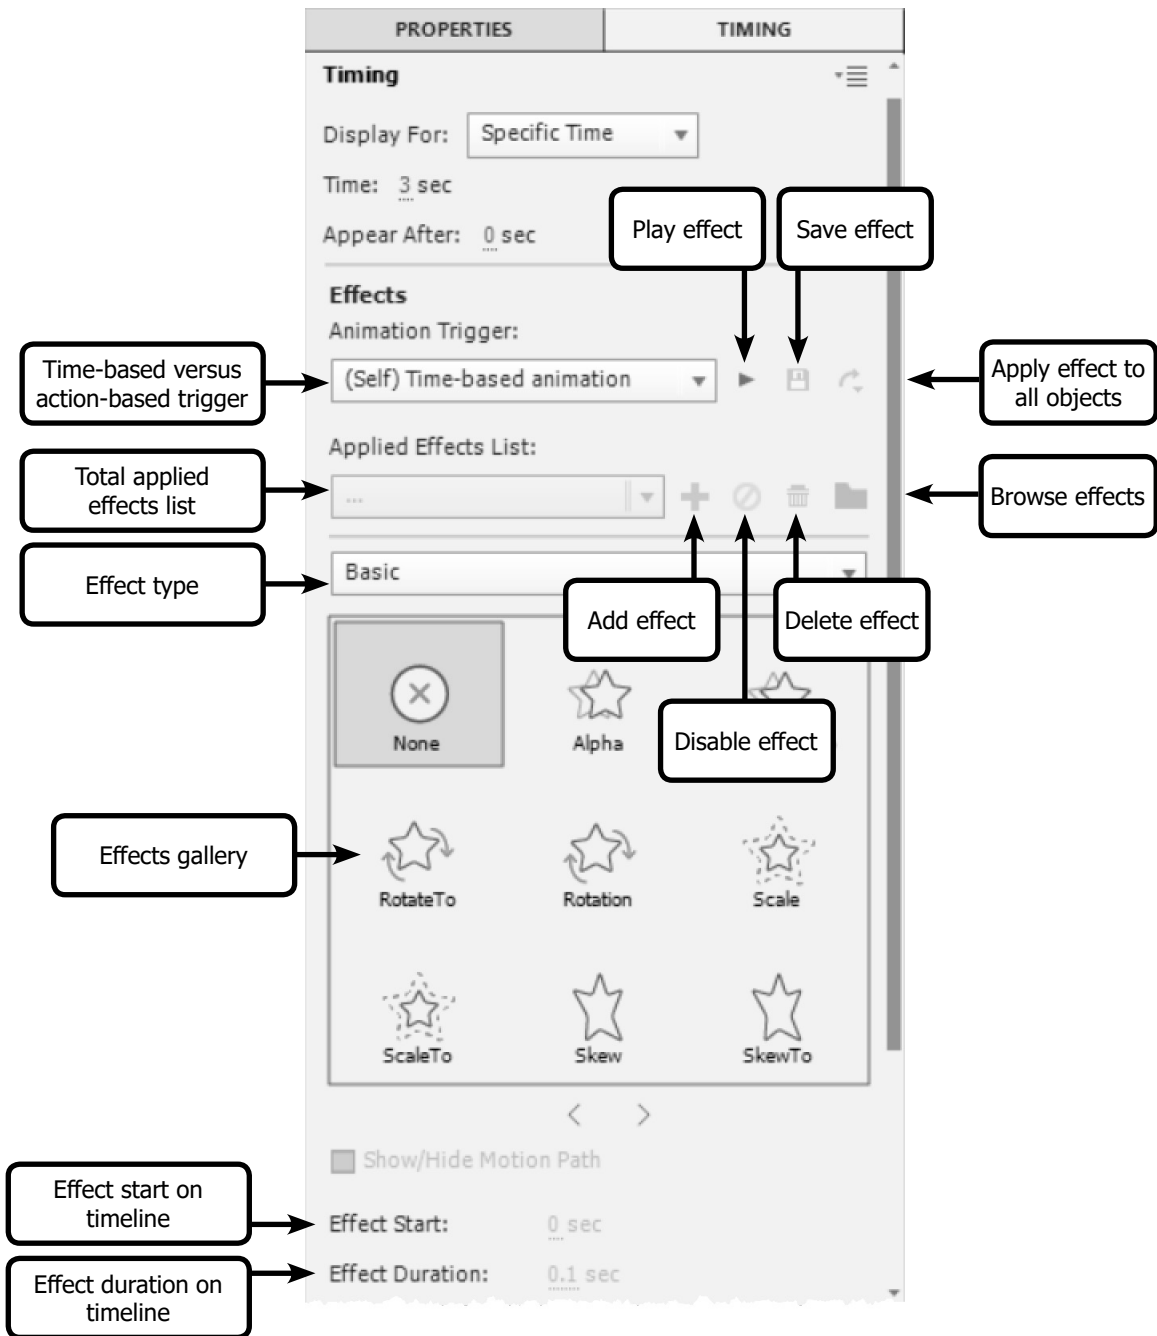 PROPERTIES
TIMING
Timing
Display For:
Specific Time
Time: 3 sec
Appear After: 0 sec
Play effect
Save effect
Effects
Animation Trigger:
Time-based versus
action-based trigger
(Self) Time-based animation
Apply effect to
all objects
Applied Effects List:
Total applied
effects list
...
Browse effects
Effect type
Basic
Add effect
Delete effect
Disable effect
None
Alpha
Effects gallery
RotateTo
Rotation
Scale
ScaleTo
Skew
SkewTo
< >
Show/Hide Motion Path
Effect start on
timeline
Effect Start: 0 sec
Effect duration on
timeline
Effect Duration: 0.1 sec